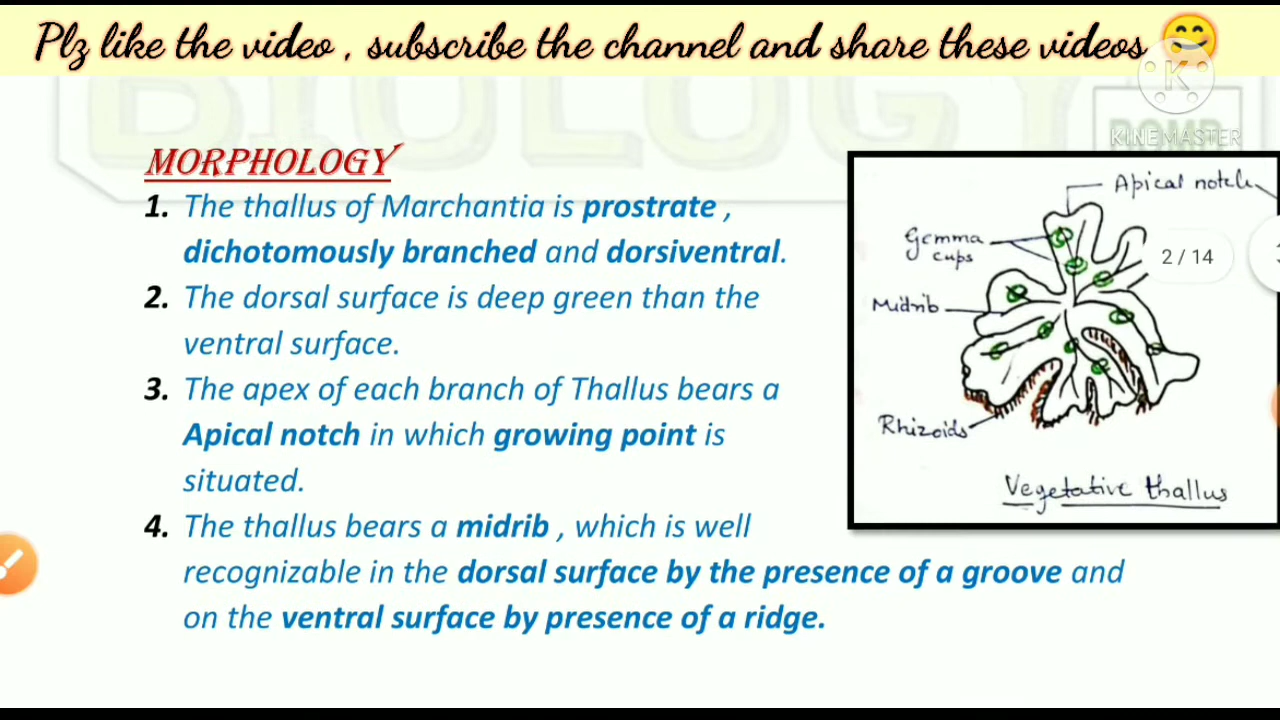 Plz like the video , subscribe the channel and share these videos 😊
BIOLOGY
K
KINEMASTER
MORPHOLOGY
1. The thallus of Marchantia is prostrate ,
dichotomously branched and dorsiventral.
2. The dorsal surface is deep green than the
ventral surface.
3. The apex of each branch of Thallus bears a
Apical notch in which growing point is
situated.
4. The thallus bears a midrib , which is well
recognizable in the dorsal surface by the presence of a groove and
on the ventral surface by presence of a ridge.
Apical notch
Gemma
cups
2 / 14
Midrib
Rhizoids
Vegetative thallus